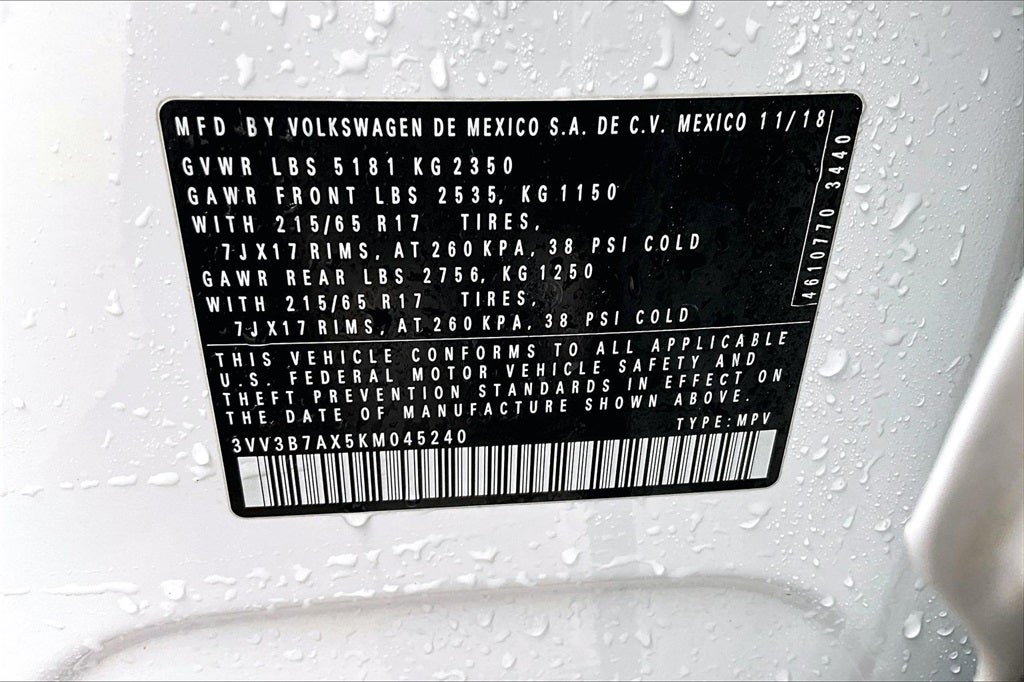 MFD BY VOLKSWAGEN DE MEXICO S.A. DE C.V. MEXICO 11/18
GVWR LBS 5181 KG 2350
GAWR FRONT LBS 2535, KG 1150
WITH 215/65 R17 TIRES,
7JX17 RIMS, AT 260 KPA, 38 PSI COLD
GAWR REAR LBS 2756, KG 1250
WITH 215/65 R17 TIRES,
7JX17 RIMS, AT 260 KPA, 38 PSI COLD
4610770 3440
THIS VEHICLE CONFORMS TO ALL APPLICABLE
U.S. FEDERAL MOTOR VEHICLE SAFETY AND
THEFT PREVENTION STANDARDS IN EFFECT ON
THE DATE OF MANUFACTURE SHOWN ABOVE.
TYPE: MPV
3VV3B7AX5KM045240